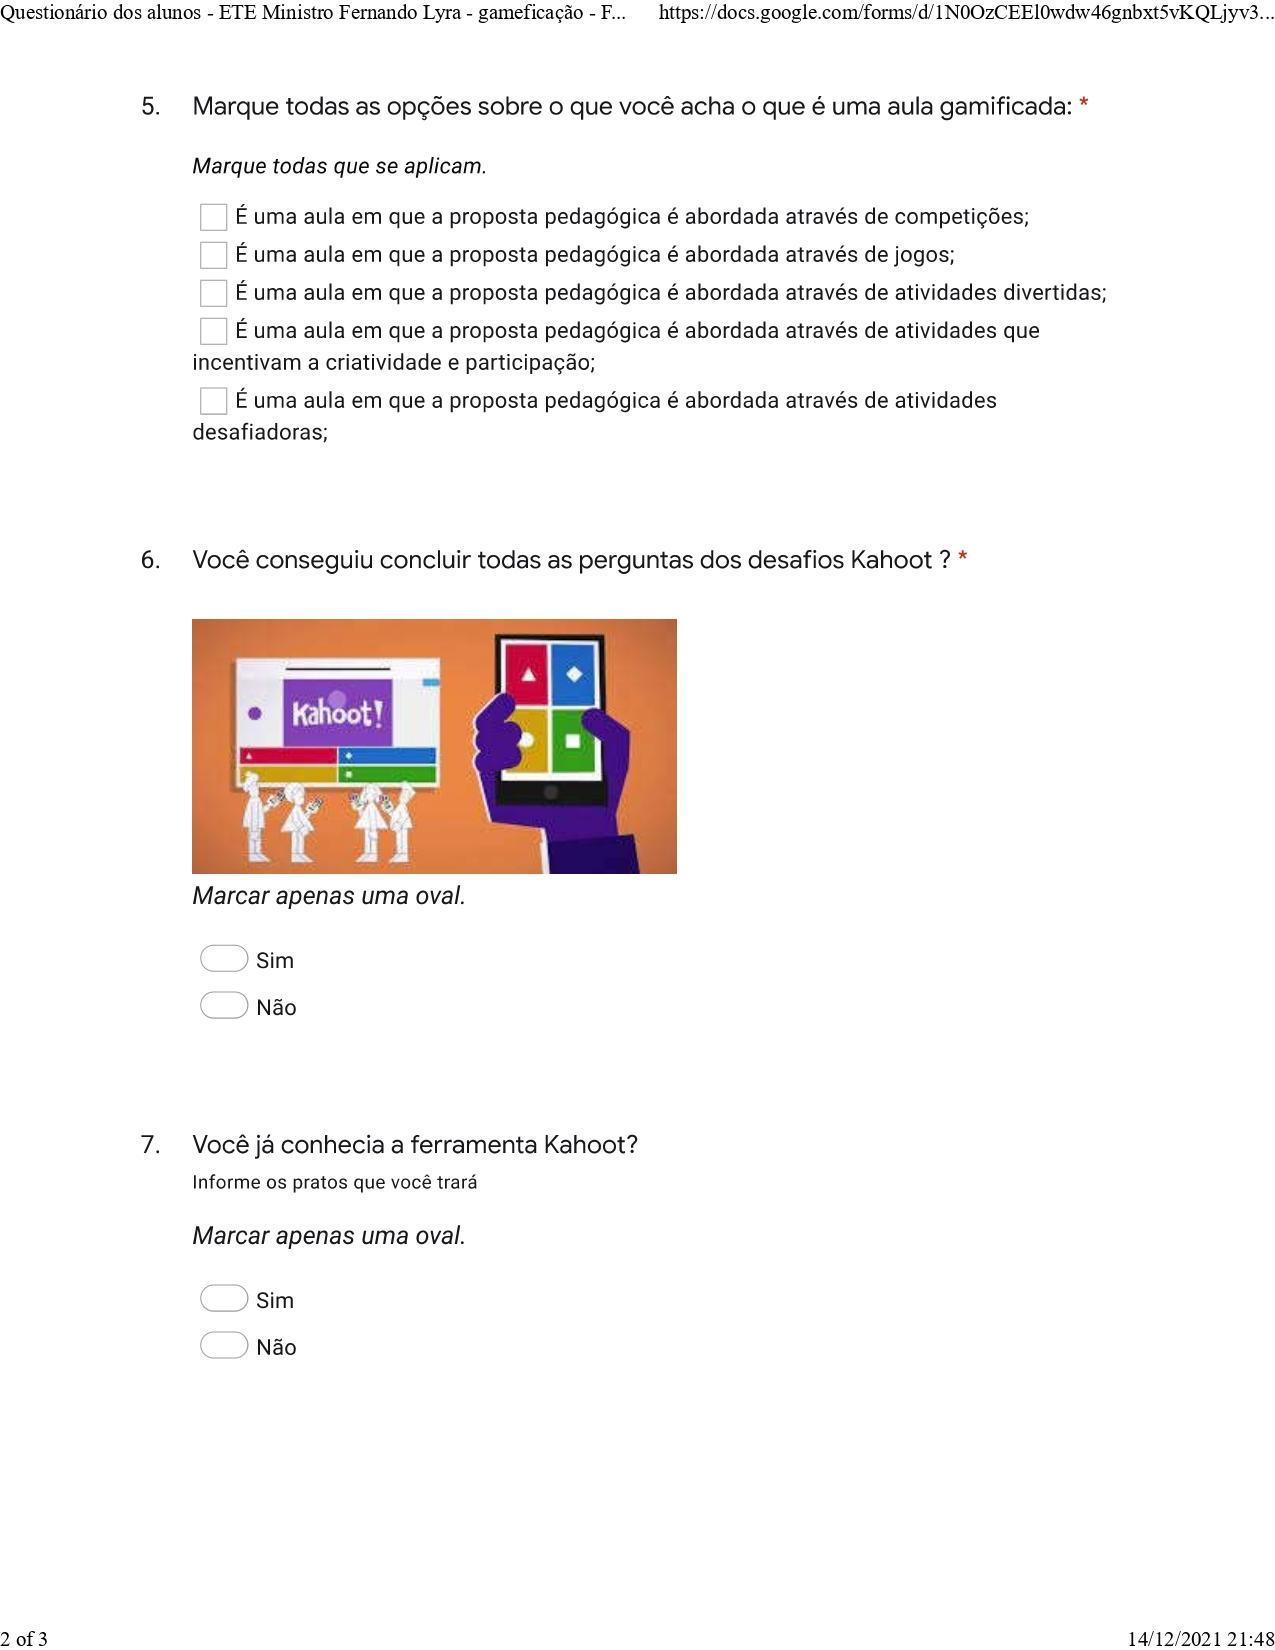 Questionário dos alunos - ETE Ministro Fernando Lyra - gameficação - F... https://docs.google.com/forms/d/1N0OzCEEl0wdw46gnbxt5vKQLjyv3...
5. Marque todas as opções sobre o que você acha o que é uma aula gamificada: *
Marque todas que se aplicam.
É uma aula em que a proposta pedagógica é abordada através de competições;
É uma aula em que a proposta pedagógica é abordada através de jogos;
É uma aula em que a proposta pedagógica é abordada através de atividades divertidas;
É uma aula em que a proposta pedagógica é abordada através de atividades que
incentivam a criatividade e participação;
É uma aula em que a proposta pedagógica é abordada através de atividades
desafiadoras;
6. Você conseguiu concluir todas as perguntas dos desafios Kahoot ? *
Kahoot!
Marcar apenas uma oval.
Sim
Não
7. Você já conhecia a ferramenta Kahoot?
Informe os pratos que você trará
Marcar apenas uma oval.
Sim
Não
2 of 3 14/12/2021 21:48